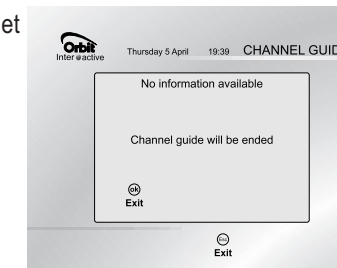 et
Orbit
Inter active
Thursday 5 April 19:39 CHANNEL GUID
No information available
Channel guide will be ended
ok
Exit
Esc
Exit